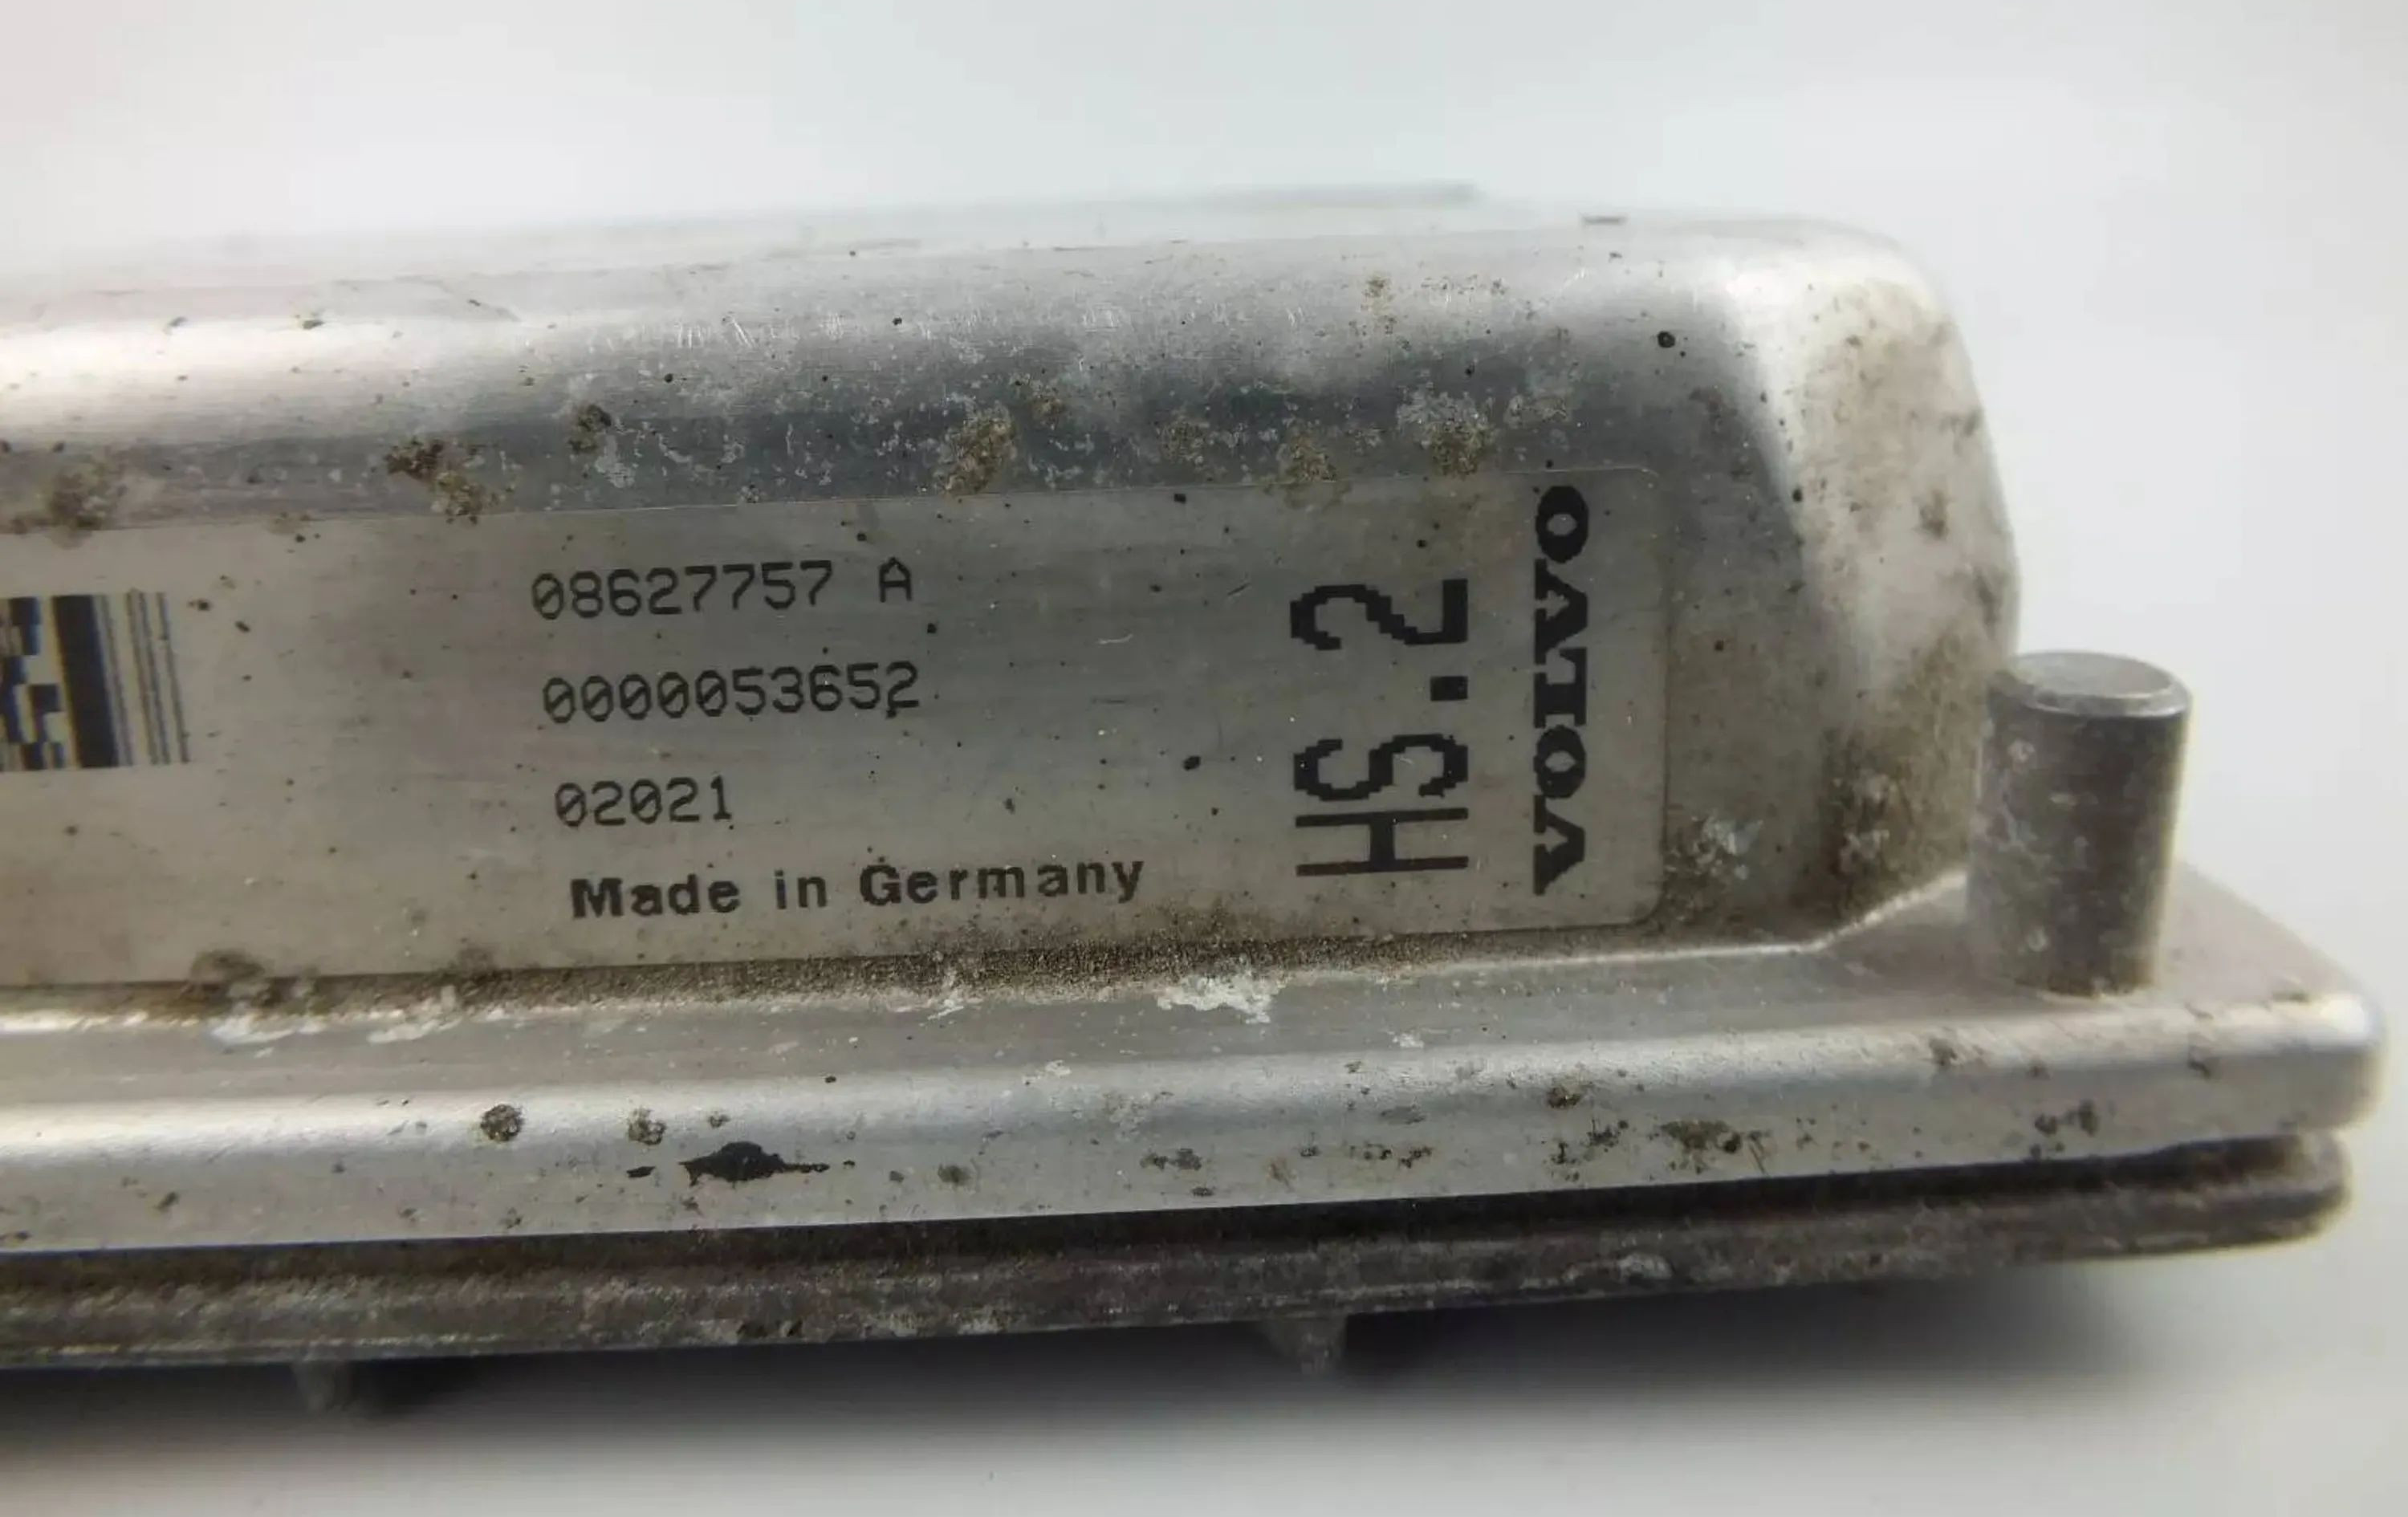 08627757 A
0000053652
02021
Made in Germany
HS.2
VOLVO